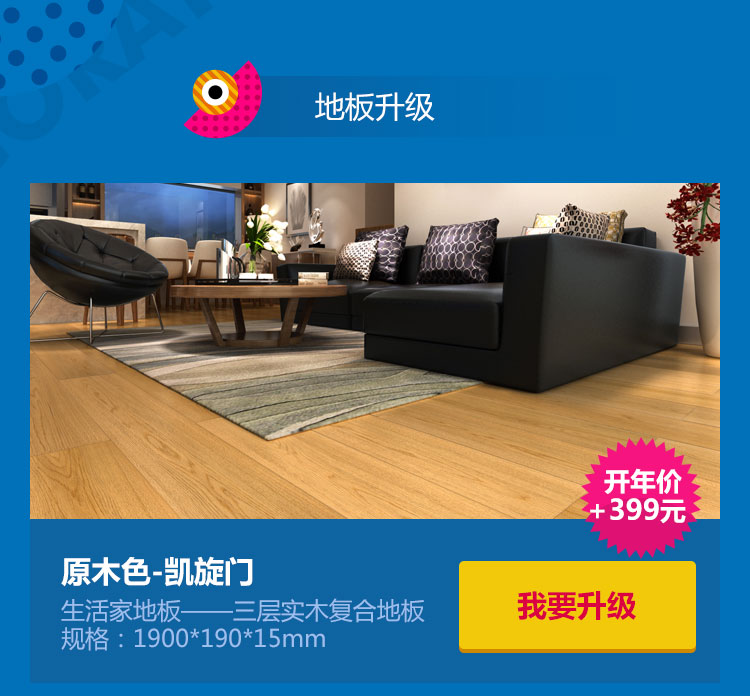 地板升级
开年价
+399元
原木色-凯旋门
生活家地板——三层实木复合地板
规格：1900*190*15mm
我要升级